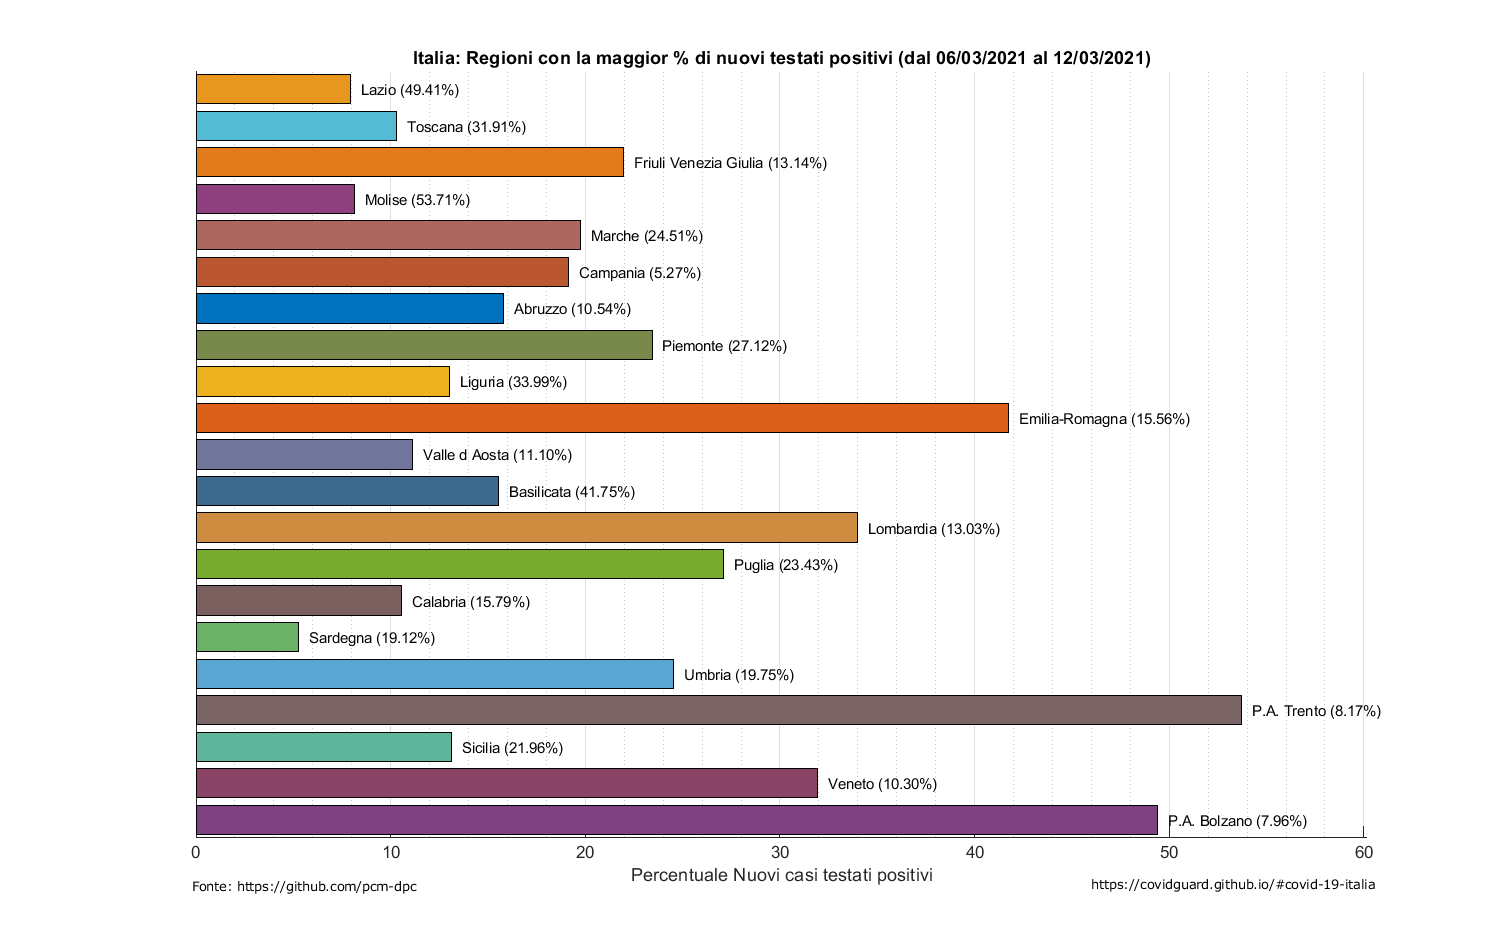 Italia: Regioni con la maggior % di nuovi testati positivi (dal 06/03/2021 al 12/03/2021)
Lazio (49.41%)
Toscana (31.91%)
Friuli Venezia Giulia (13.14%)
Molise (53.71%)
Marche (24.51%)
Campania (5.27%)
Abruzzo (10.54%)
Piemonte (27.12%)
Liguria (33.99%)
Emilia-Romagna (15.56%)
Valle d Aosta (11.10%)
Basilicata (41.75%)
Lombardia (13.03%)
Puglia (23.43%)
Calabria (15.79%)
Sardegna (19.12%)
Umbria (19.75%)
P.A. Trento (8.17%)
Sicilia (21.96%)
Veneto (10.30%)
P.A. Bolzano (7.96%)
0 10 20 30 40 50 60
Percentuale Nuovi casi testati positivi
Fonte: https://github.com/pcm-dpc
https://covidguard.github.io/#covid-19-italia